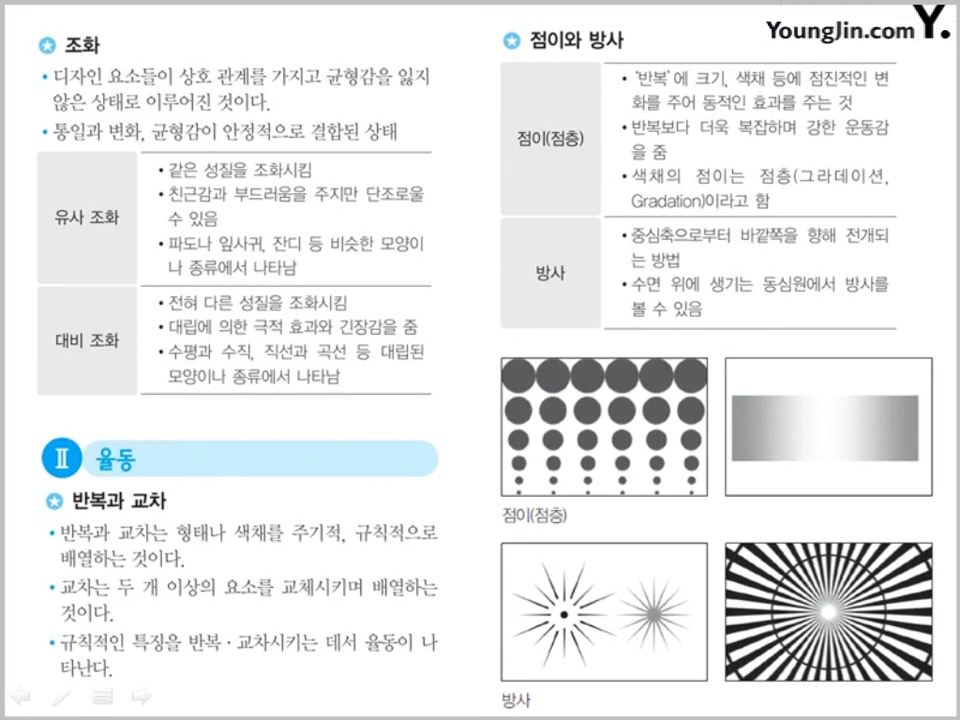 YoungJin.com Y.
조화
• 디자인 요소들이 상호 관계를 가지고 균형감을 잃지
않은 상태로 이루어진 것이다.
• 통일과 변화, 균형감이 안정적으로 결합된 상태
유사 조화
• 같은 성질을 조화시킴
• 친근감과 부드러움을 주지만 단조로울
수 있음
• 파도나 잎사귀, 잔디 등 비슷한 모양이
나 종류에서 나타남
대비 조화
• 전혀 다른 성질을 조화시킴
• 대립에 의한 극적 효과와 긴장감을 줌
• 수평과 수직, 직선과 곡선 등 대립된
모양이나 종류에서 나타남
Ⅱ 율동
반복과 교차
• 반복과 교차는 형태나 색채를 주기적, 규칙적으로
배열하는 것이다.
• 교차는 두 개 이상의 요소를 교체시키며 배열하는
것이다.
• 규칙적인 특징을 반복·교차시키는 데서 율동이 나
타난다.
점이와 방사
점이(점층)
• ‘반복’에 크기, 색채 등에 점진적인 변
화를 주어 동적인 효과를 주는 것
• 반복보다 더욱 복잡하며 강한 운동감
을 줌
• 색채의 점이는 점층(그라데이션,
Gradation)이라고 함
방사
• 중심축으로부터 바깥쪽을 향해 전개되
는 방법
• 수면 위에 생기는 동심원에서 방사를
볼 수 있음
점이(점층)
방사